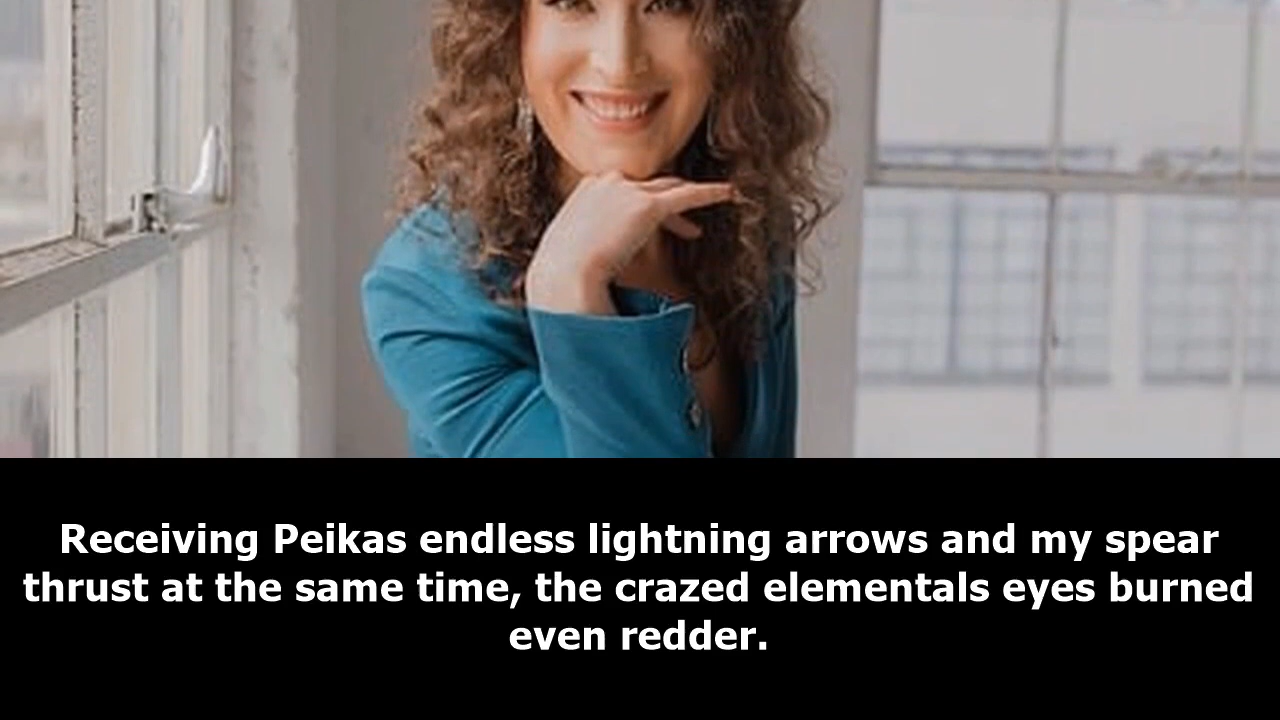 Receiving Peikas endless lightning arrows and my spear
thrust at the same time, the crazed elementals eyes burned
even redder.